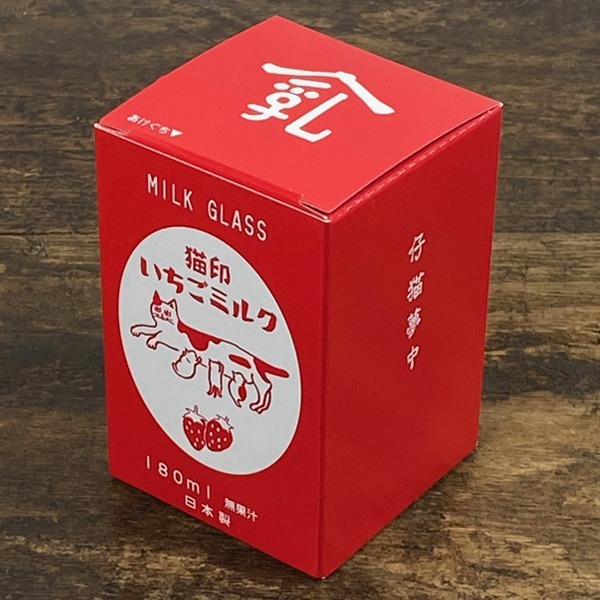 乳
あけぐち▼
MILK GLASS
猫印
いちごミルク
180ml 無果汁
日本製
仔猫夢中